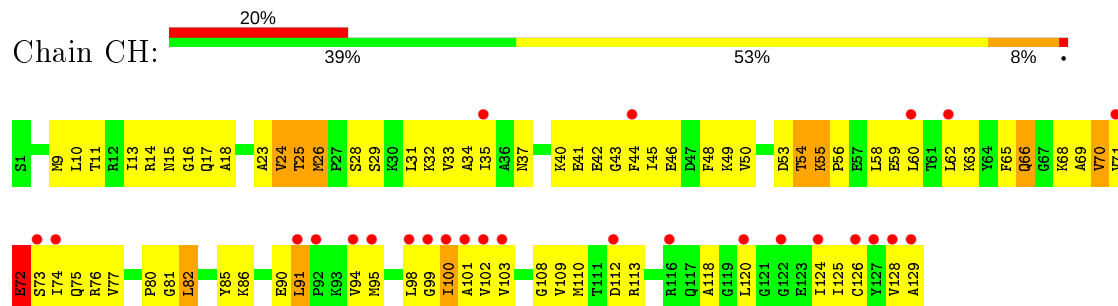 20%
Chain CH:
39% 53% 8% •
S1 M9 L10 T11 R12 I13 R14 N15 G16 Q17 A18 A23 V24 T25 M26 P27 S28 S29 K30 L31 K32 V33 A34 I35 A36 N37 K40 E41 E42 G43 F44 I45 E46 D47 F48 K49 V50 D53 T54 K55 P56 E57 L58 E59 L60 T61 L62 K63 Y64 F65 Q66 G67 K68 A69 V70 V71
E72 S73 I74 Q75 R76 V77 P80 G81 L82 Y85 K86 E90 L91 P92 K93 V94 M95 L98 G99 I100 A101 V102 V103 G108 V109 M110 T111 D112 R113 R116 Q117 A118 G119 L120 G121 G122 E123 I124 I125 C126 Y127 V128 A129